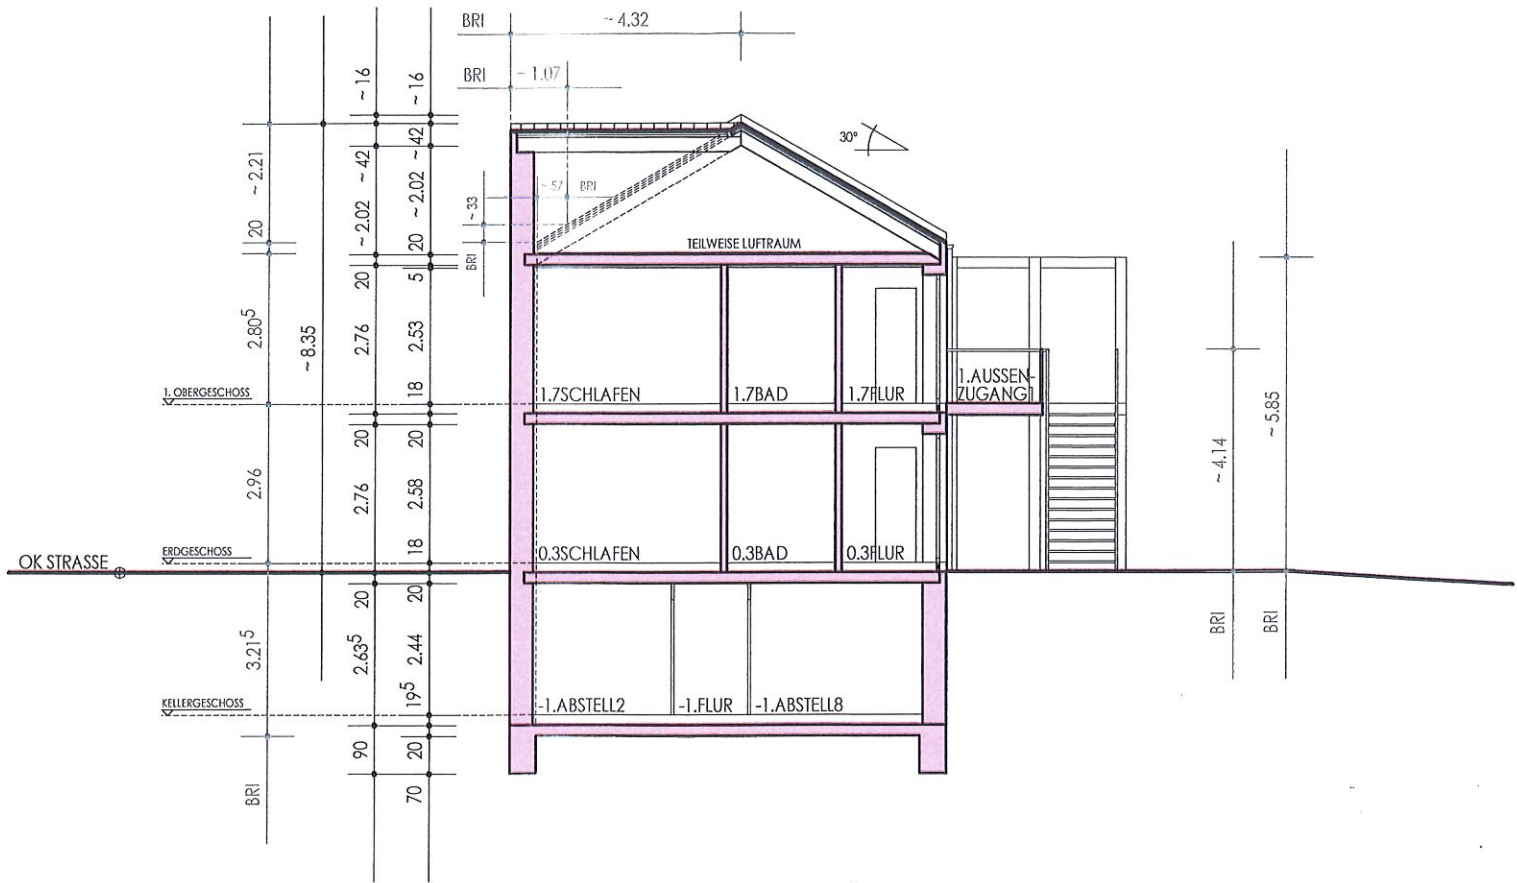 BRI ~ 4.32
BRI ~ 1.07
~ 16
~ 16
30°
~ 2.21
~ 42
~ 42
~ 57 BRI
~ 33
~ 2.02
~ 2.02
20
20
TEILWEISE LUFTRAUM
BRI
20
5
2.80⁵
~ 8.35
2.76
2.53
1. OBERGESCHOSS
18
1.7SCHLAFEN
1.7BAD
1.7FLUR
1.AUSSEN-
ZUGANG1
~ 5.85
20
20
~ 4.14
2.96
2.76
2.58
ERDGESCHOSS
18
0.3SCHLAFEN
0.3BAD
0.3FLUR
OK STRASSE
20
20
BRI
BRI
3.21⁵
2.63⁵
2.44
KELLERGESCHOSS
19⁵
-1.ABSTELL2
-1.FLUR
-1.ABSTELL8
90
20
BRI
70